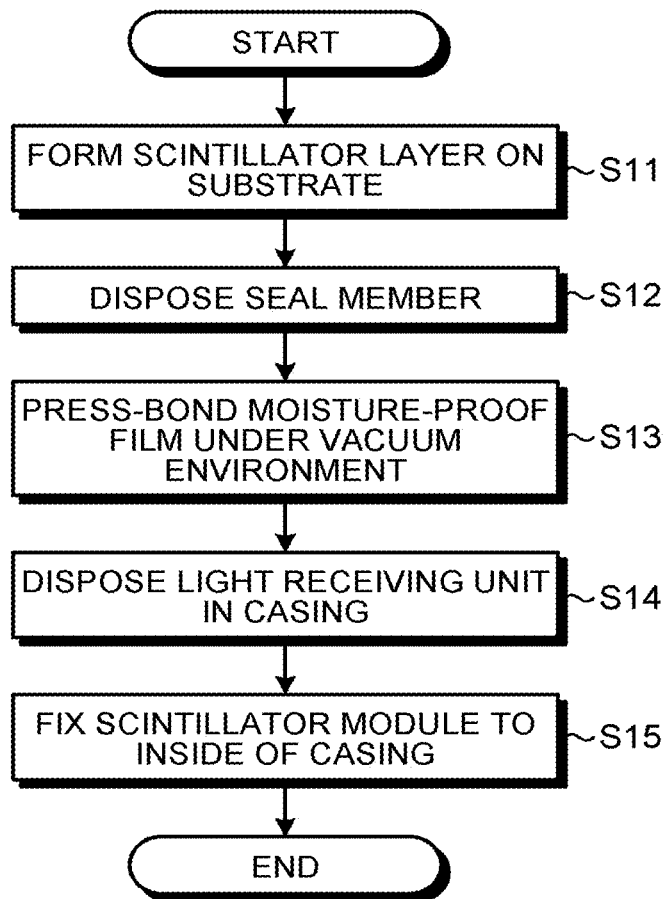 START
FORM SCINTILLATOR LAYER ON
SUBSTRATE
S11
DISPOSE SEAL MEMBER
S12
PRESS-BOND MOISTURE-PROOF
FILM UNDER VACUUM
ENVIRONMENT
S13
DISPOSE LIGHT RECEIVING UNIT
IN CASING
S14
FIX SCINTILLATOR MODULE TO
INSIDE OF CASING
S15
END